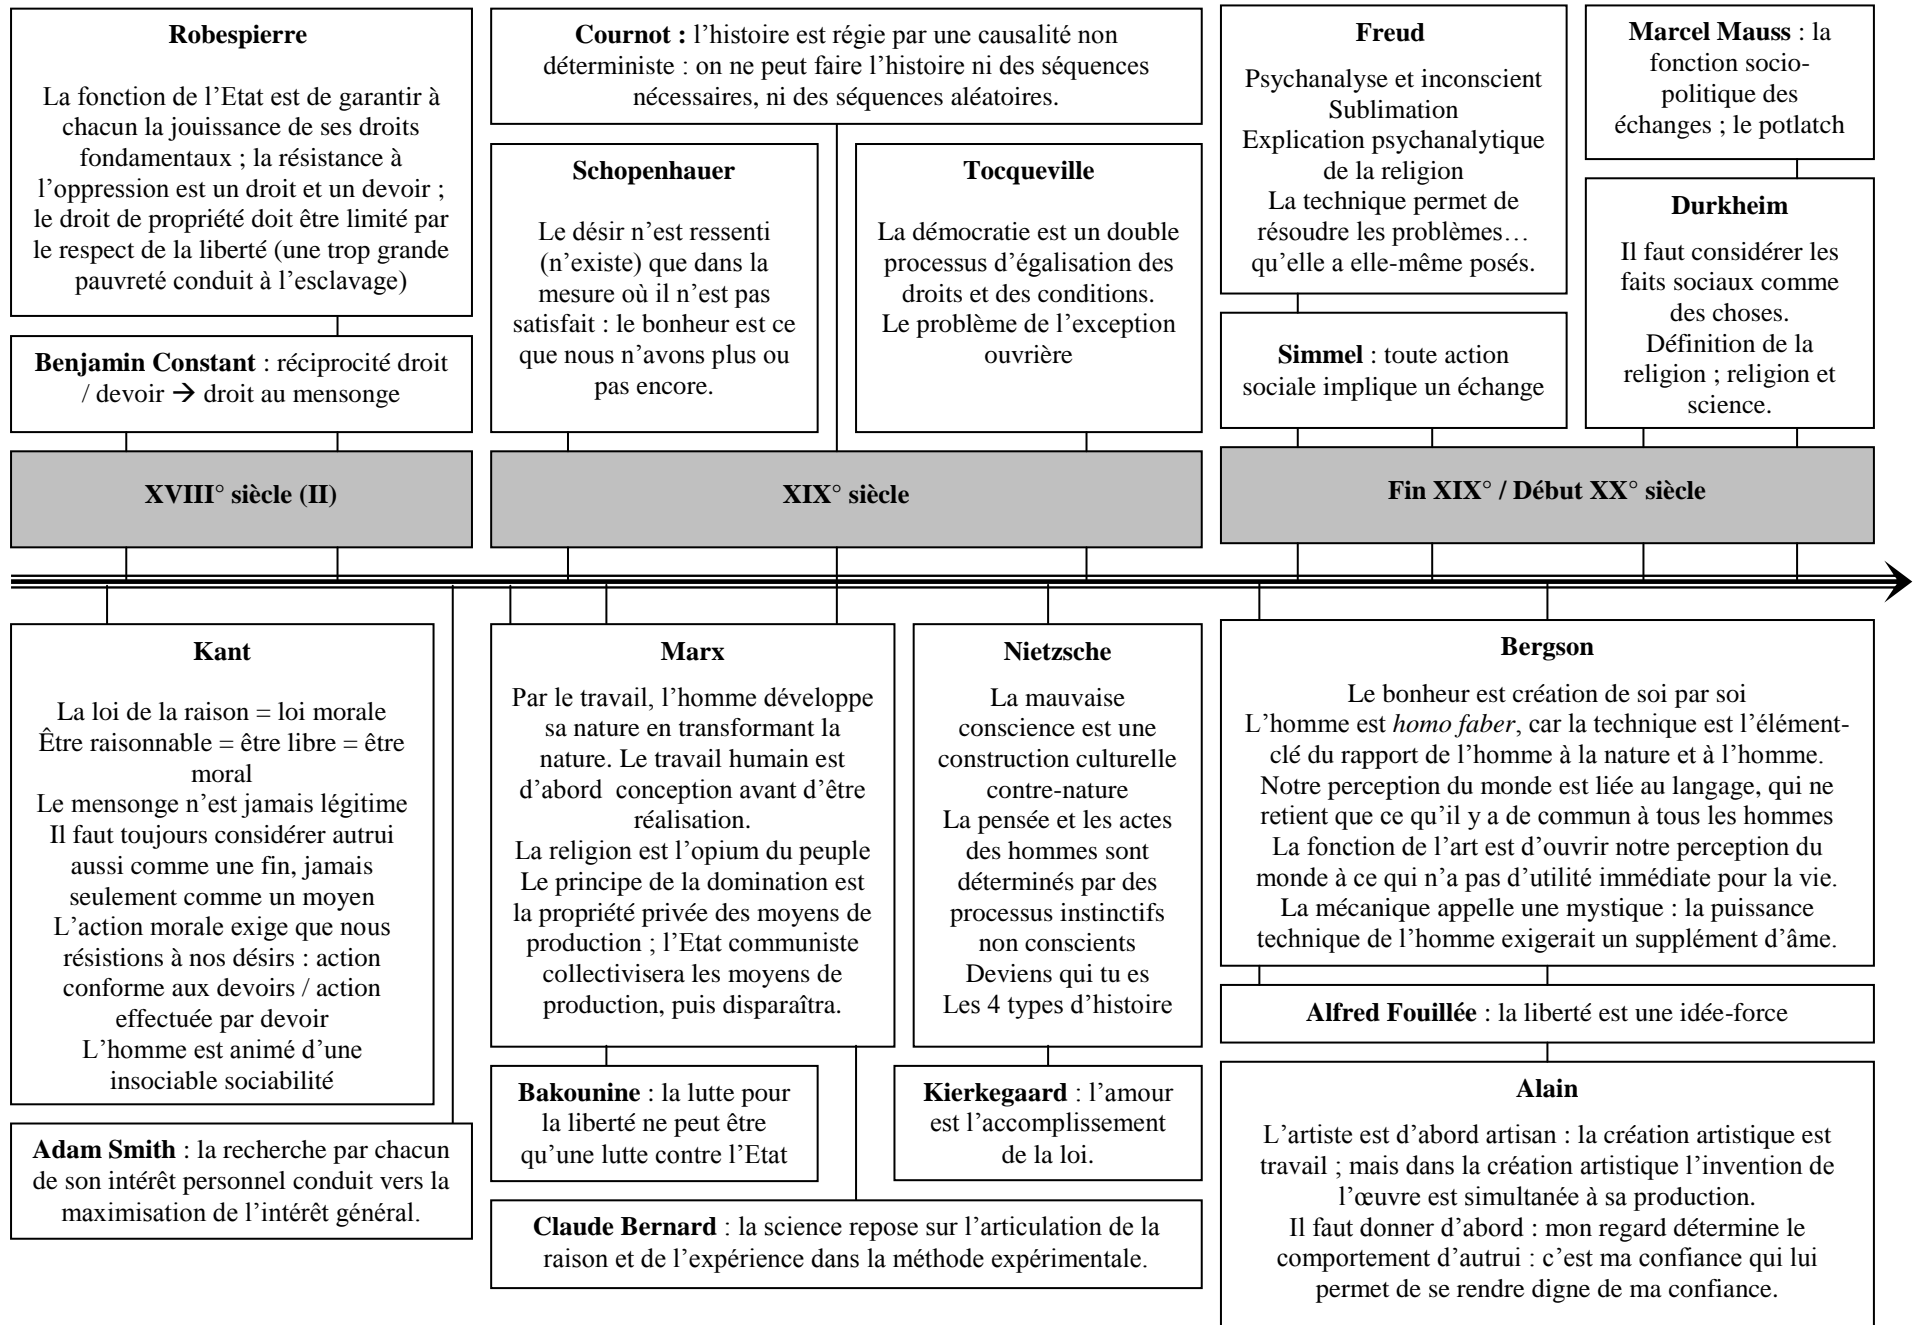 Robespierre
La fonction de l’Etat est de garantir à
chacun la jouissance de ses droits
fondamentaux ; la résistance à
l’oppression est un droit et un devoir ;
le droit de propriété doit être limité par
le respect de la liberté (une trop grande
pauvreté conduit à l’esclavage)
Benjamin Constant : réciprocité droit
/ devoir → droit au mensonge
Cournot : l’histoire est régie par une causalité non
déterministe : on ne peut faire l’histoire ni des séquences
nécessaires, ni des séquences aléatoires.
Schopenhauer
Le désir n’est ressenti
(n’existe) que dans la
mesure où il n’est pas
satisfait : le bonheur est ce
que nous n’avons plus ou
pas encore.
Tocqueville
La démocratie est un double
processus d’égalisation des
droits et des conditions.
Le problème de l’exception
ouvrière
Freud
Psychanalyse et inconscient
Sublimation
Explication psychanalytique
de la religion
La technique permet de
résoudre les problèmes…
qu’elle a elle-même posés.
Simmel : toute action
sociale implique un échange
Marcel Mauss : la
fonction socio-
politique des
échanges ; le potlatch
Durkheim
Il faut considérer les
faits sociaux comme
des choses.
Définition de la
religion ; religion et
science.
XVIII° siècle (II)
XIX° siècle
Fin XIX° / Début XX° siècle
Kant
La loi de la raison = loi morale
Être raisonnable = être libre = être
moral
Le mensonge n’est jamais légitime
Il faut toujours considérer autrui
aussi comme une fin, jamais
seulement comme un moyen
L’action morale exige que nous
résistions à nos désirs : action
conforme aux devoirs / action
effectuée par devoir
L’homme est animé d’une
insociable sociabilité
Adam Smith : la recherche par chacun
de son intérêt personnel conduit vers la
maximisation de l’intérêt général.
Marx
Par le travail, l’homme développe
sa nature en transformant la
nature. Le travail humain est
d’abord conception avant d’être
réalisation.
La religion est l’opium du peuple
Le principe de la domination est
la propriété privée des moyens de
production ; l’Etat communiste
collectivisera les moyens de
production, puis disparaîtra.
Bakounine : la lutte pour
la liberté ne peut être
qu’une lutte contre l’Etat
Nietzsche
La mauvaise
conscience est une
construction culturelle
contre-nature
La pensée et les actes
des hommes sont
déterminés par des
processus instinctifs
non conscients
Deviens qui tu es
Les 4 types d’histoire
Kierkegaard : l’amour
est l’accomplissement
de la loi.
Claude Bernard : la science repose sur l’articulation de la
raison et de l’expérience dans la méthode expérimentale.
Bergson
Le bonheur est création de soi par soi
L’homme est homo faber, car la technique est l’élément-
clé du rapport de l’homme à la nature et à l’homme.
Notre perception du monde est liée au langage, qui ne
retient que ce qu’il y a de commun à tous les hommes
La fonction de l’art est d’ouvrir notre perception du
monde à ce qui n’a pas d’utilité immédiate pour la vie.
La mécanique appelle une mystique : la puissance
technique de l’homme exigerait un supplément d’âme.
Alfred Fouillée : la liberté est une idée-force
Alain
L’artiste est d’abord artisan : la création artistique est
travail ; mais dans la création artistique l’invention de
l’œuvre est simultanée à sa production.
Il faut donner d’abord : mon regard détermine le
comportement d’autrui : c’est ma confiance qui lui
permet de se rendre digne de ma confiance.